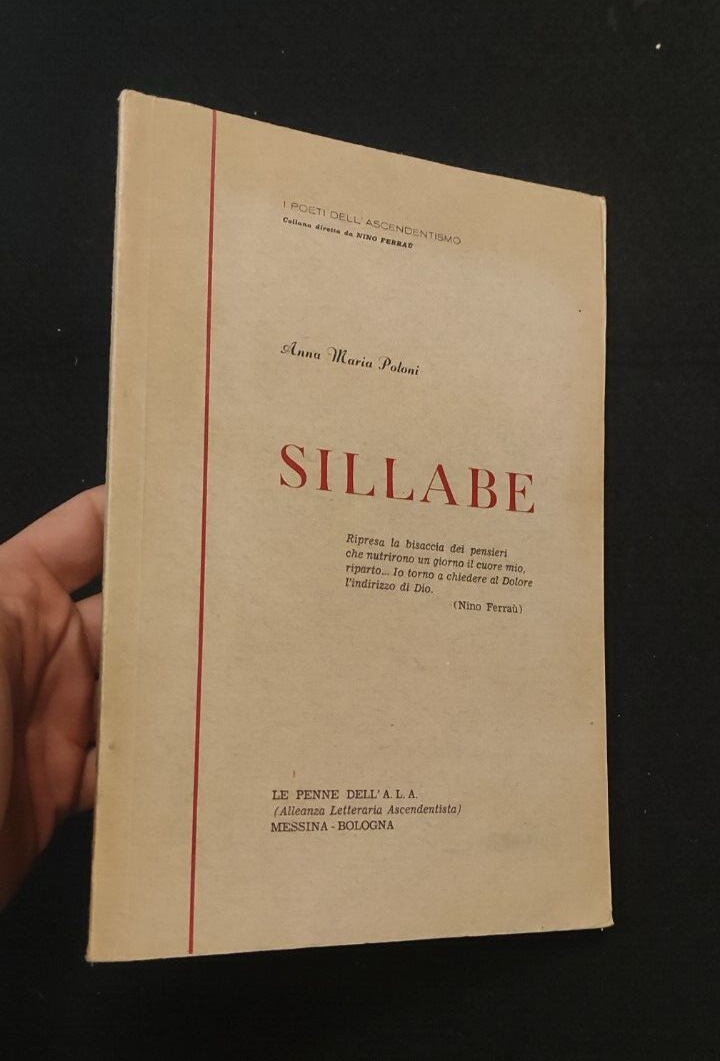 I POETI DELL'ASCENDENTISMO
Collana diretta da NINO FERRAÙ
Anna Maria Poloni
SILLABE
Ripresa la bisaccia dei pensieri
che nutrirono un giorno il cuore mio,
riparto... Io torno a chiedere al Dolore
l'indirizzo di Dio.
(Nino Ferraù)
LE PENNE DELL'A.L.A.
(Alleanza Letteraria Ascendentista)
MESSINA - BOLOGNA